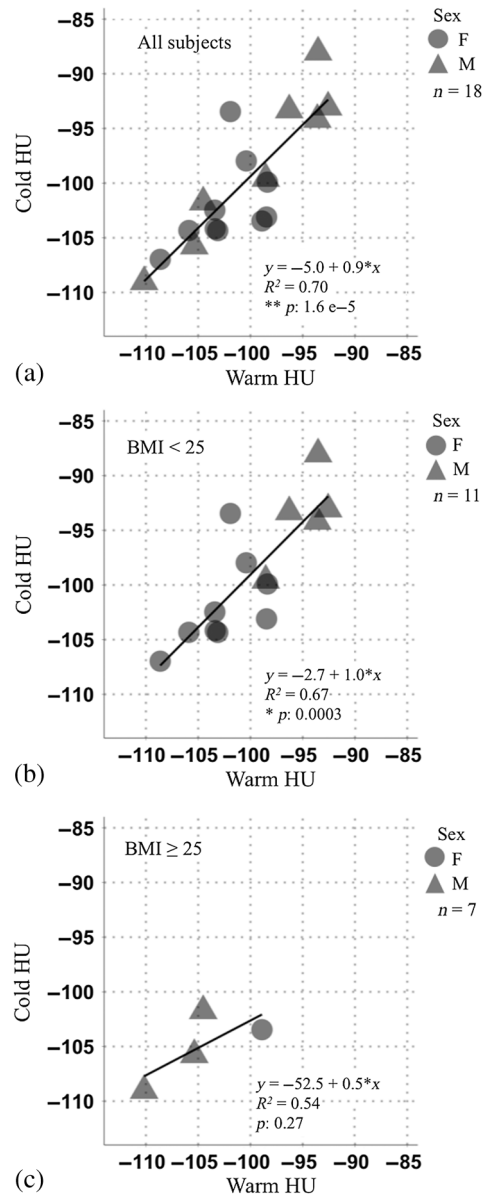 All subjects
Sex
F
M
n = 18
Cold HU
−85
−90
−95
−100
−105
−110
y = −5.0 + 0.9*x
R² = 0.70
** p: 1.6 e−5
−110 −105 −100 −95 −90 −85
Warm HU
(a)
BMI < 25
Sex
F
M
n = 11
Cold HU
−85
−90
−95
−100
−105
−110
y = −2.7 + 1.0*x
R² = 0.67
* p: 0.0003
−110 −105 −100 −95 −90 −85
Warm HU
(b)
BMI ≥ 25
Sex
F
M
n = 7
Cold HU
−85
−90
−95
−100
−105
−110
y = −52.5 + 0.5*x
R² = 0.54
p: 0.27
−110 −105 −100 −95 −90 −85
Warm HU
(c)